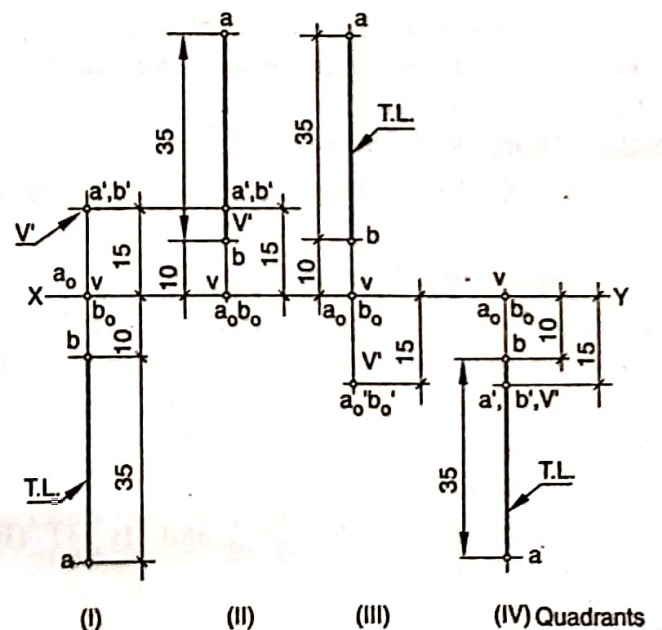 a
a
35
35
T.L.
a',b'
a',b'
V'
V'
b
b
15
10
15
10
X
a₀
v
v
v
Y
b₀
a₀b₀
a₀
b₀
a₀
b₀
b
10
V'
15
b
10
15
a₀'b₀'
a',
b',V'
T.L.
35
35
T.L.
a
a
(I)
(II)
(III)
(IV) Quadrants